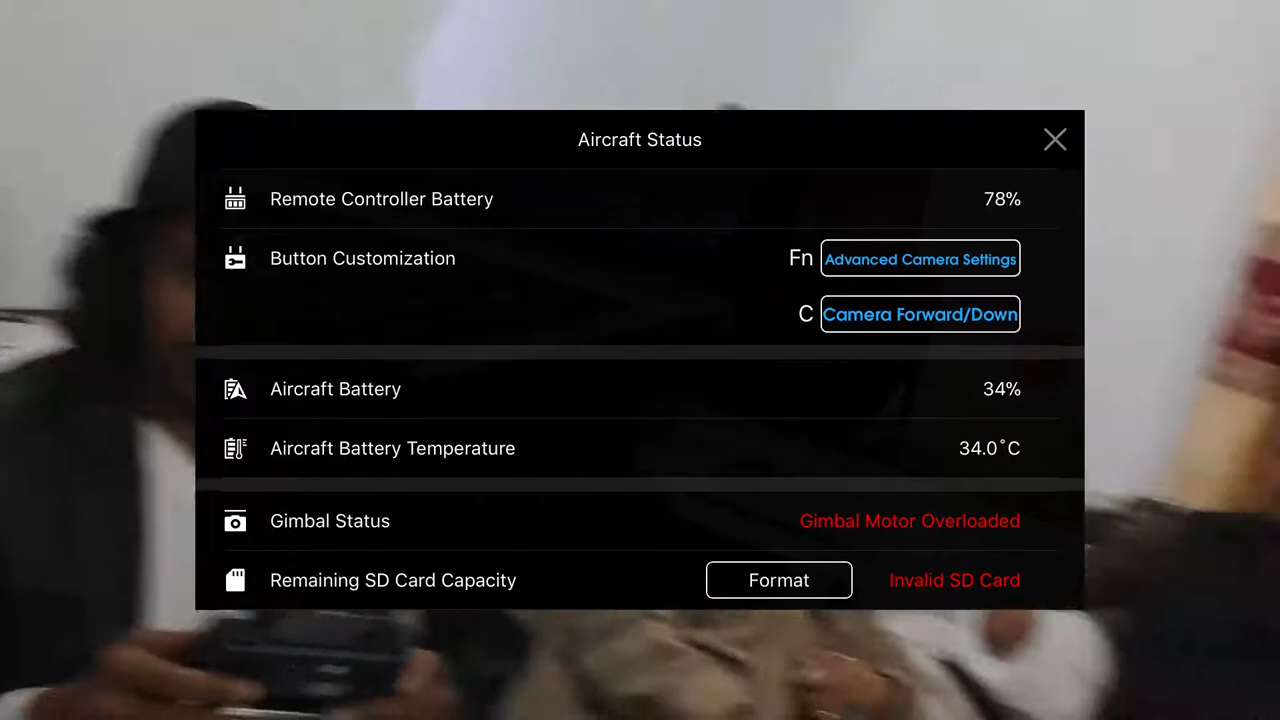 Aircraft Status
Remote Controller Battery 78%
Button Customization Fn Advanced Camera Settings
C Camera Forward/Down
Aircraft Battery 34%
Aircraft Battery Temperature 34.0°C
Gimbal Status Gimbal Motor Overloaded
Remaining SD Card Capacity Format Invalid SD Card